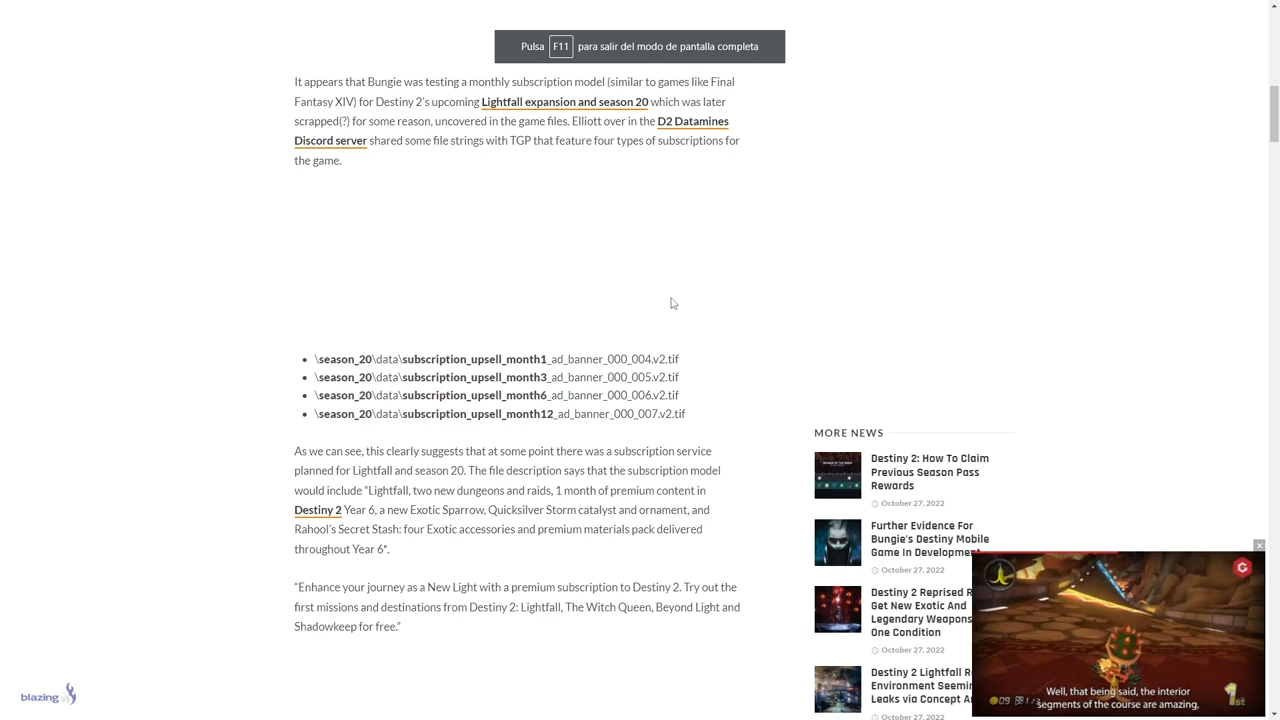 Pulsa F11 para salir del modo de pantalla completa
It appears that Bungie was testing a monthly subscription model (similar to games like Final
Fantasy XIV) for Destiny 2's upcoming Lightfall expansion and season 20 which was later
scrapped(?) for some reason, uncovered in the game files. Elliott over in the D2 Datamines
Discord server shared some file strings with TGP that feature four types of subscriptions for
the game.
• \season_20\data\subscription_upsell_month1_ad_banner_000_004.v2.tif
• \season_20\data\subscription_upsell_month3_ad_banner_000_005.v2.tif
• \season_20\data\subscription_upsell_month6_ad_banner_000_006.v2.tif
• \season_20\data\subscription_upsell_month12_ad_banner_000_007.v2.tif
As we can see, this clearly suggests that at some point there was a subscription service
planned for Lightfall and season 20. The file description says that the subscription model
would include “Lightfall, two new dungeons and raids, 1 month of premium content in
Destiny 2 Year 6, a new Exotic Sparrow, Quicksilver Storm catalyst and ornament, and
Rahool's Secret Stash: four Exotic accessories and premium materials pack delivered
throughout Year 6”.
“Enhance your journey as a New Light with a premium subscription to Destiny 2. Try out the
first missions and destinations from Destiny 2: Lightfall, The Witch Queen, Beyond Light and
Shadowkeep for free.”
MORE NEWS
Destiny 2: How To Claim
Previous Season Pass
Rewards
October 27, 2022
Further Evidence For
Bungie's Destiny Mobile
Game In Development
October 27, 2022
Destiny 2 Reprised R
Get New Exotic And
Legendary Weapons
One Condition
October 27, 2022
Destiny 2 Lightfall R
Environment Seemin
Leaks via Concept A
October 27, 2022
G
09
1/3
1st
Well, that being said, the interior
segments of the course are amazing,
blazing